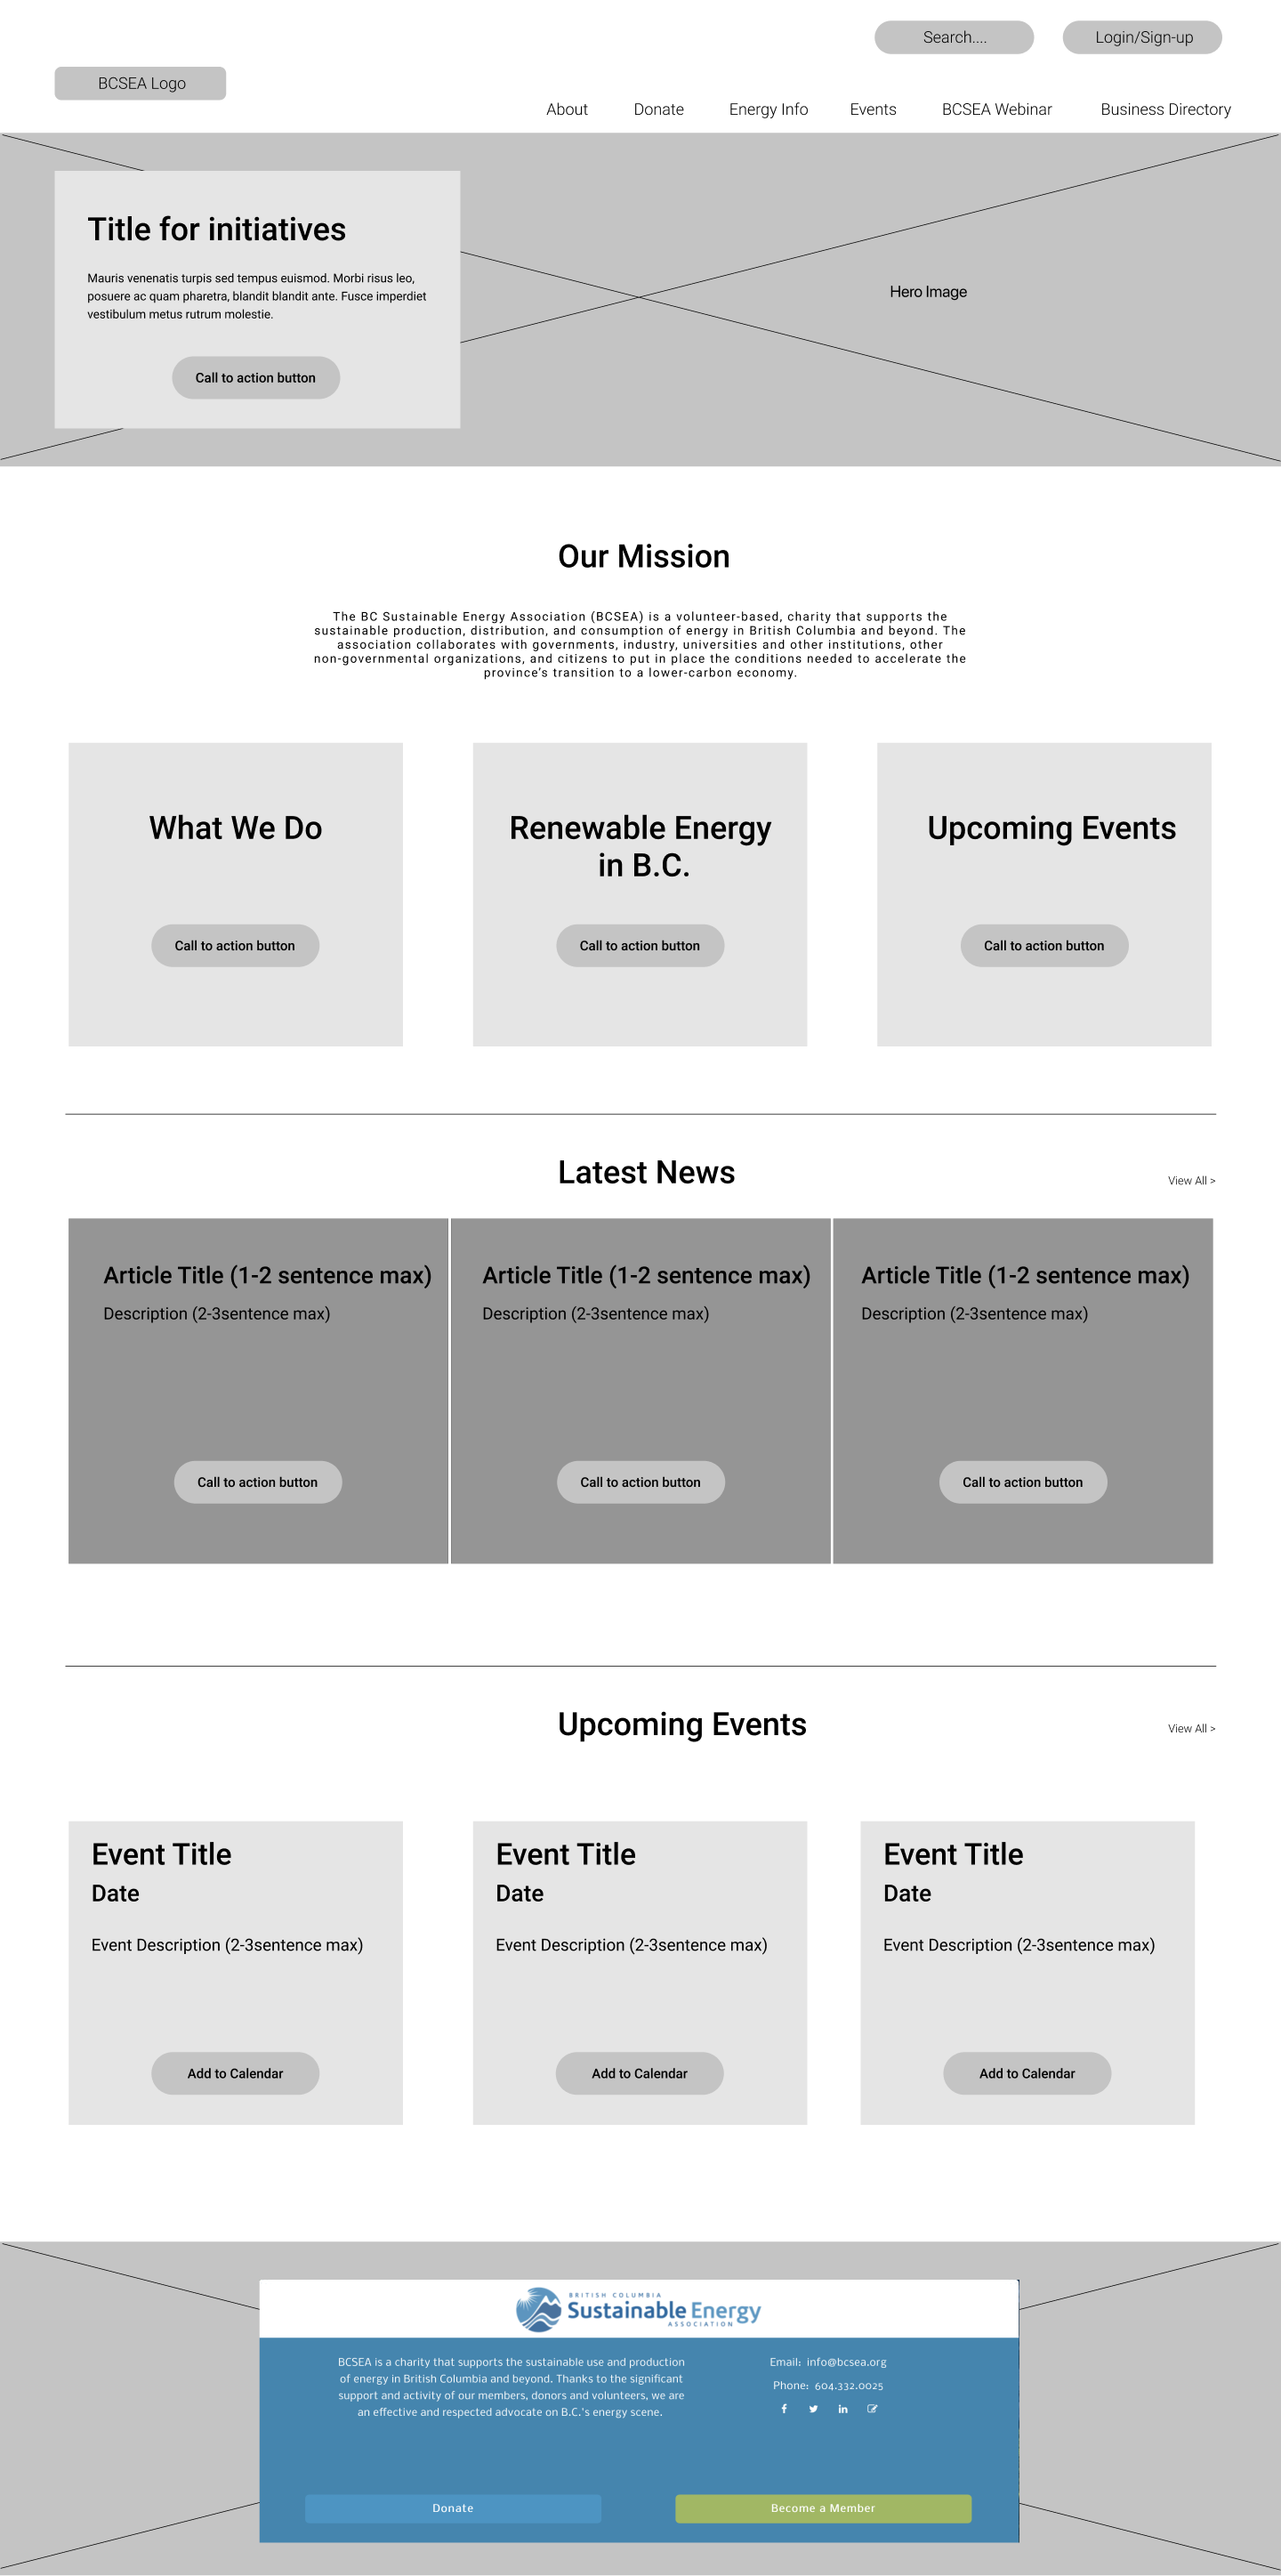 Search....
Login/Sign-up
BCSEA Logo
About
Donate
Energy Info
Events
BCSEA Webinar
Business Directory
Title for initiatives
Mauris venenatis turpis sed tempus euismod. Morbi risus leo,
posuere ac quam pharetra, blandit blandit ante. Fusce imperdiet
vestibulum metus rutrum molestie.
Call to action button
Hero Image
Our Mission
The BC Sustainable Energy Association (BCSEA) is a volunteer-based, charity that supports the
sustainable production, distribution, and consumption of energy in British Columbia and beyond. The
association collaborates with governments, industry, universities and other institutions, other
non-governmental organizations, and citizens to put in place the conditions needed to accelerate the
province's transition to a lower-carbon economy.
What We Do
Call to action button
Renewable Energy
in B.C.
Call to action button
Upcoming Events
Call to action button
Latest News
View All >
Article Title (1-2 sentence max)
Description (2-3sentence max)
Call to action button
Article Title (1-2 sentence max)
Description (2-3sentence max)
Call to action button
Article Title (1-2 sentence max)
Description (2-3sentence max)
Call to action button
Upcoming Events
View All >
Event Title
Date
Event Description (2-3sentence max)
Add to Calendar
Event Title
Date
Event Description (2-3sentence max)
Add to Calendar
Event Title
Date
Event Description (2-3sentence max)
Add to Calendar
BRITISH COLUMBIA
Sustainable Energy
ASSOCIATION
BCSEA is a charity that supports the sustainable use and production
of energy in British Columbia and beyond. Thanks to the significant
support and activity of our members, donors and volunteers, we are
an effective and respected advocate on B.C.'s energy scene.
Email: info@bcsea.org
Phone: 604.332.0025
Donate
Become a Member